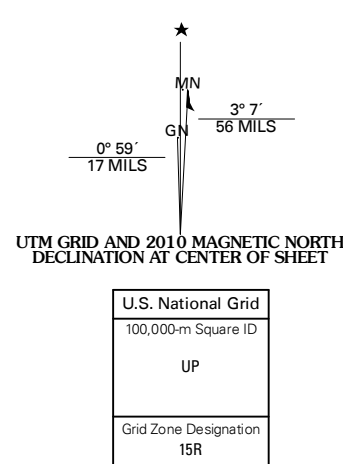 ★
MN
3° 7´
56 MILS
GN
0° 59´
17 MILS
UTM GRID AND 2010 MAGNETIC NORTH
DECLINATION AT CENTER OF SHEET
U.S. National Grid
100,000-m Square ID
UP
Grid Zone Designation
15R